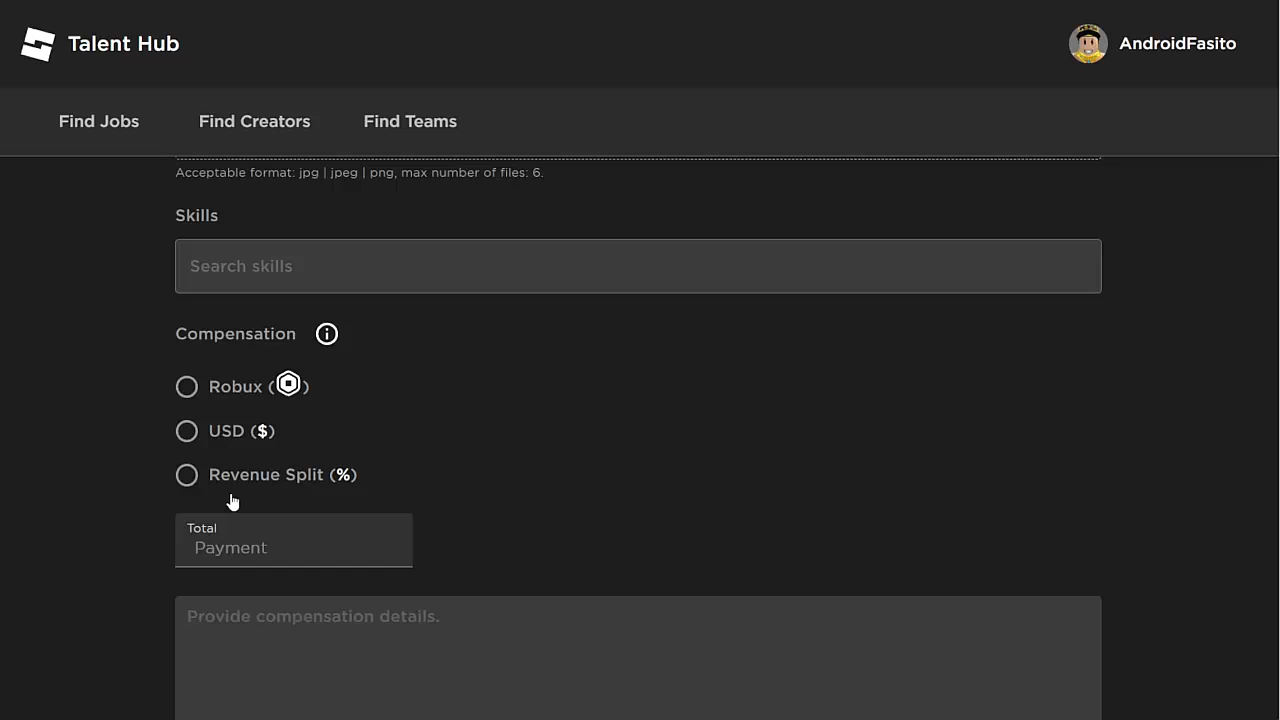 Talent Hub
AndroidFasito
Find Jobs
Find Creators
Find Teams
Acceptable format: jpg | jpeg | png, max number of files: 6.
Skills
Search skills
Compensation
Robux ( )
USD ($)
Revenue Split (%)
Total
Payment
Provide compensation details.